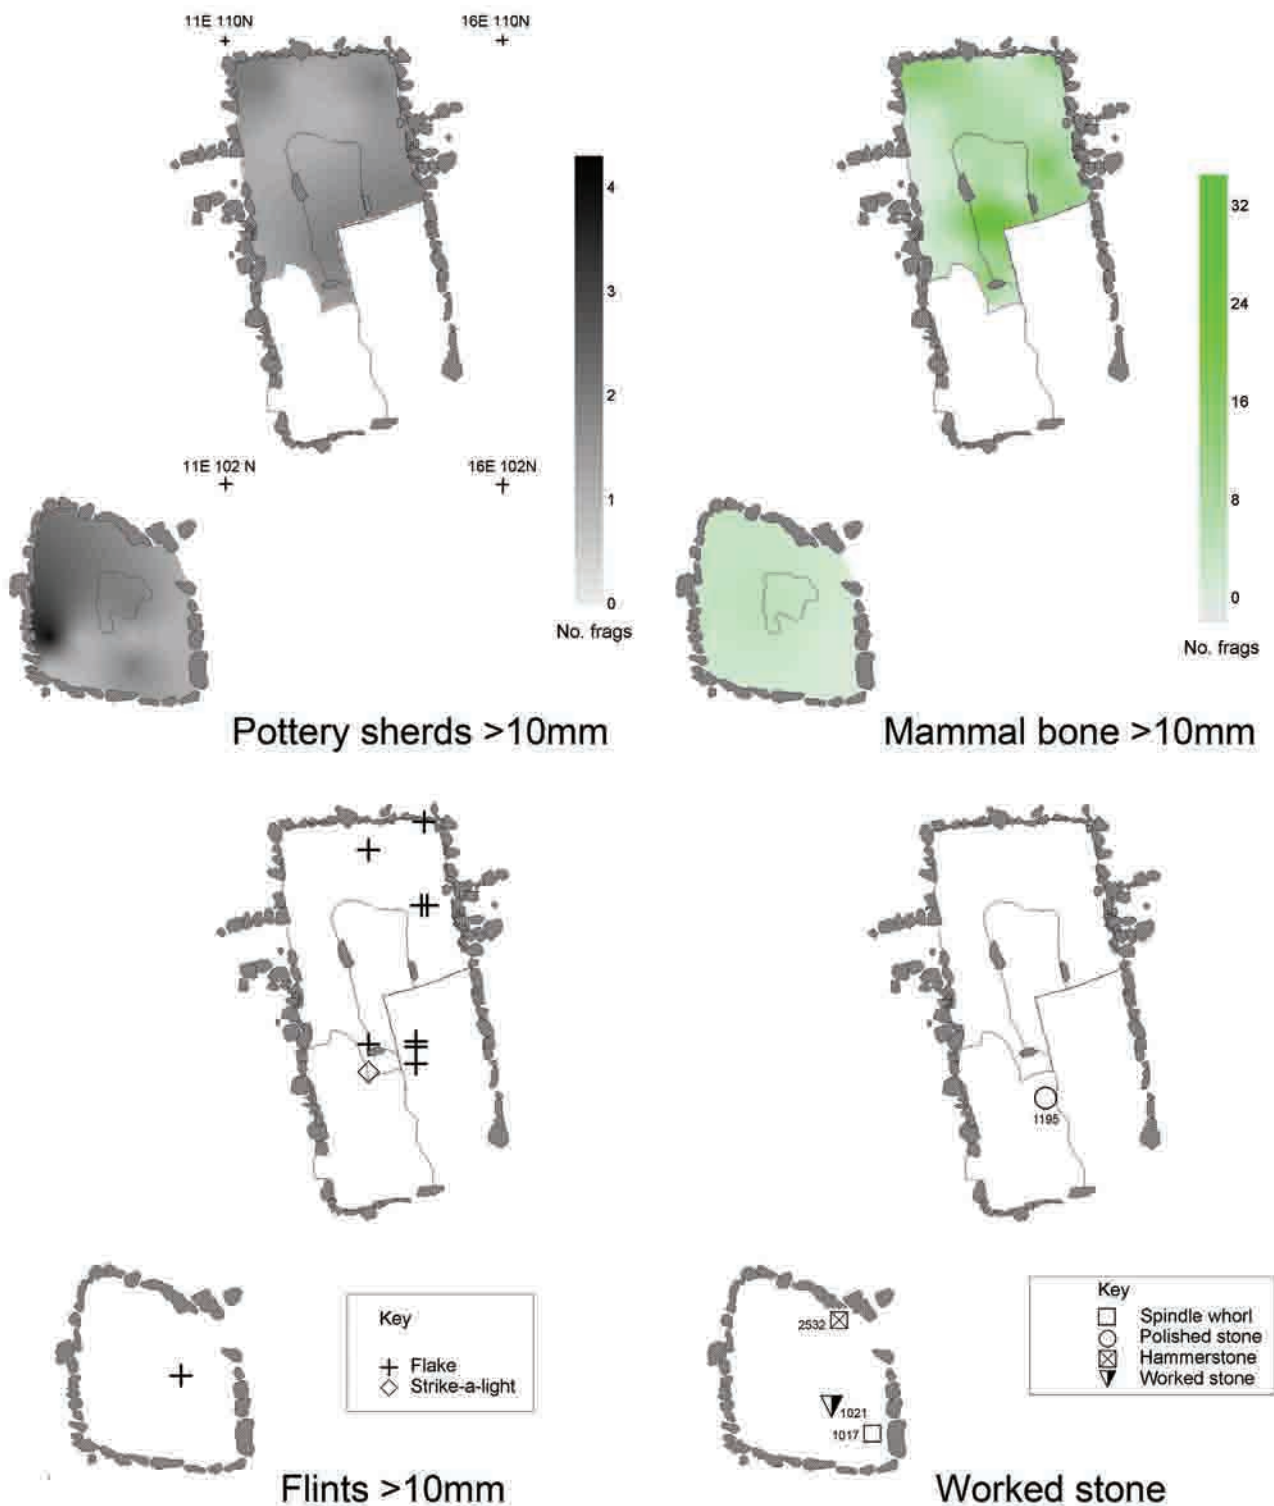 11E 110N
16E 110N
4
3
2
1
0
No. frags
11E 102 N
16E 102N
Pottery sherds >10mm
32
24
16
8
0
No. frags
Mammal bone >10mm
Key
Flake
Strike-a-light
Flints >10mm
1195
2532
1021
1017
Key
Spindle whorl
Polished stone
Hammerstone
Worked stone
Worked stone